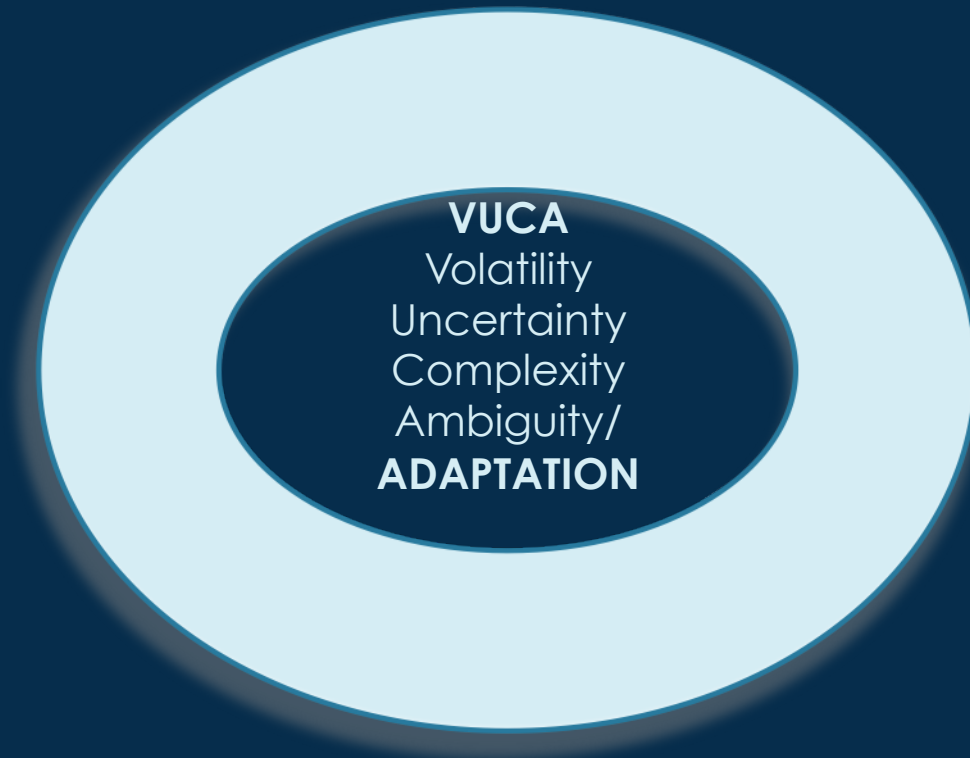 VUCA
Volatility
Uncertainty
Complexity
Ambiguity/
ADAPTATION